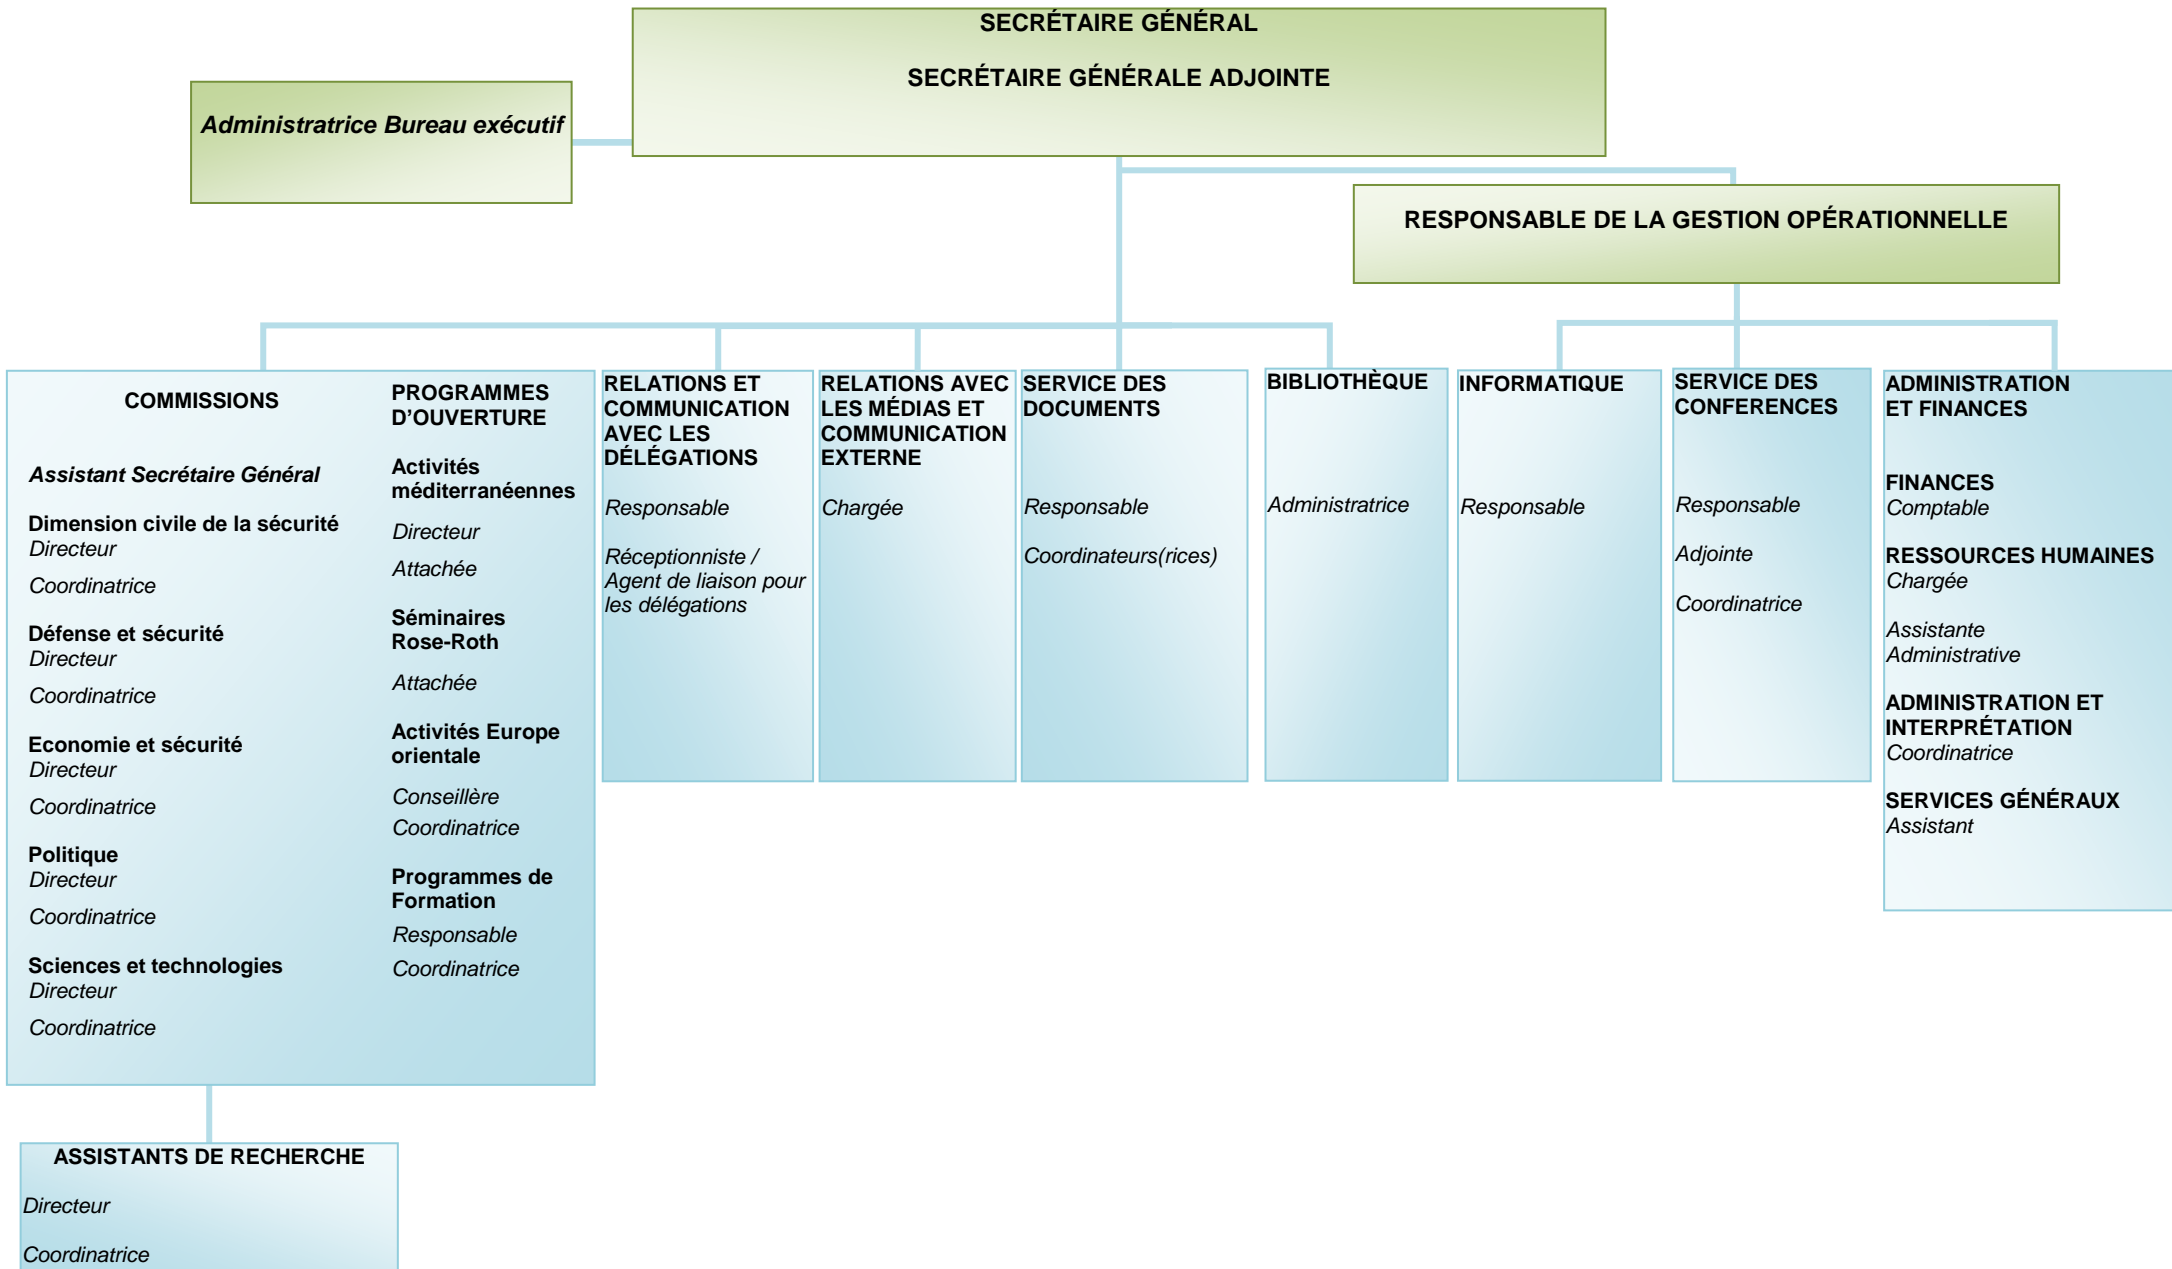 SECRÉTAIRE GÉNÉRAL
SECRÉTAIRE GÉNÉRALE ADJOINTE
Administratrice Bureau exécutif
RESPONSABLE DE LA GESTION OPÉRATIONNELLE
COMMISSIONS
Assistant Secrétaire Général
Dimension civile de la sécurité
Directeur
Coordinatrice
Défense et sécurité
Directeur
Coordinatrice
Economie et sécurité
Directeur
Coordinatrice
Politique
Directeur
Coordinatrice
Sciences et technologies
Directeur
Coordinatrice
PROGRAMMES
D'OUVERTURE
Activités
méditerranéennes
Directeur
Attachée
Séminaires
Rose-Roth
Attachée
Activités Europe
orientale
Conseillère
Coordinatrice
Programmes de
Formation
Responsable
Coordinatrice
RELATIONS ET
COMMUNICATION
AVEC LES
DÉLÉGATIONS
Responsable
Réceptionniste /
Agent de liaison pour
les délégations
RELATIONS AVEC
LES MÉDIAS ET
COMMUNICATION
EXTERNE
Chargée
SERVICE DES
DOCUMENTS
Responsable
Coordinateurs(rices)
BIBLIOTHÈQUE
Administratrice
INFORMATIQUE
Responsable
SERVICE DES
CONFERENCES
Responsable
Adjointe
Coordinatrice
ADMINISTRATION
ET FINANCES
FINANCES
Comptable
RESSOURCES HUMAINES
Chargée
Assistante
Administrative
ADMINISTRATION ET
INTERPRÉTATION
Coordinatrice
SERVICES GÉNÉRAUX
Assistant
ASSISTANTS DE RECHERCHE
Directeur
Coordinatrice